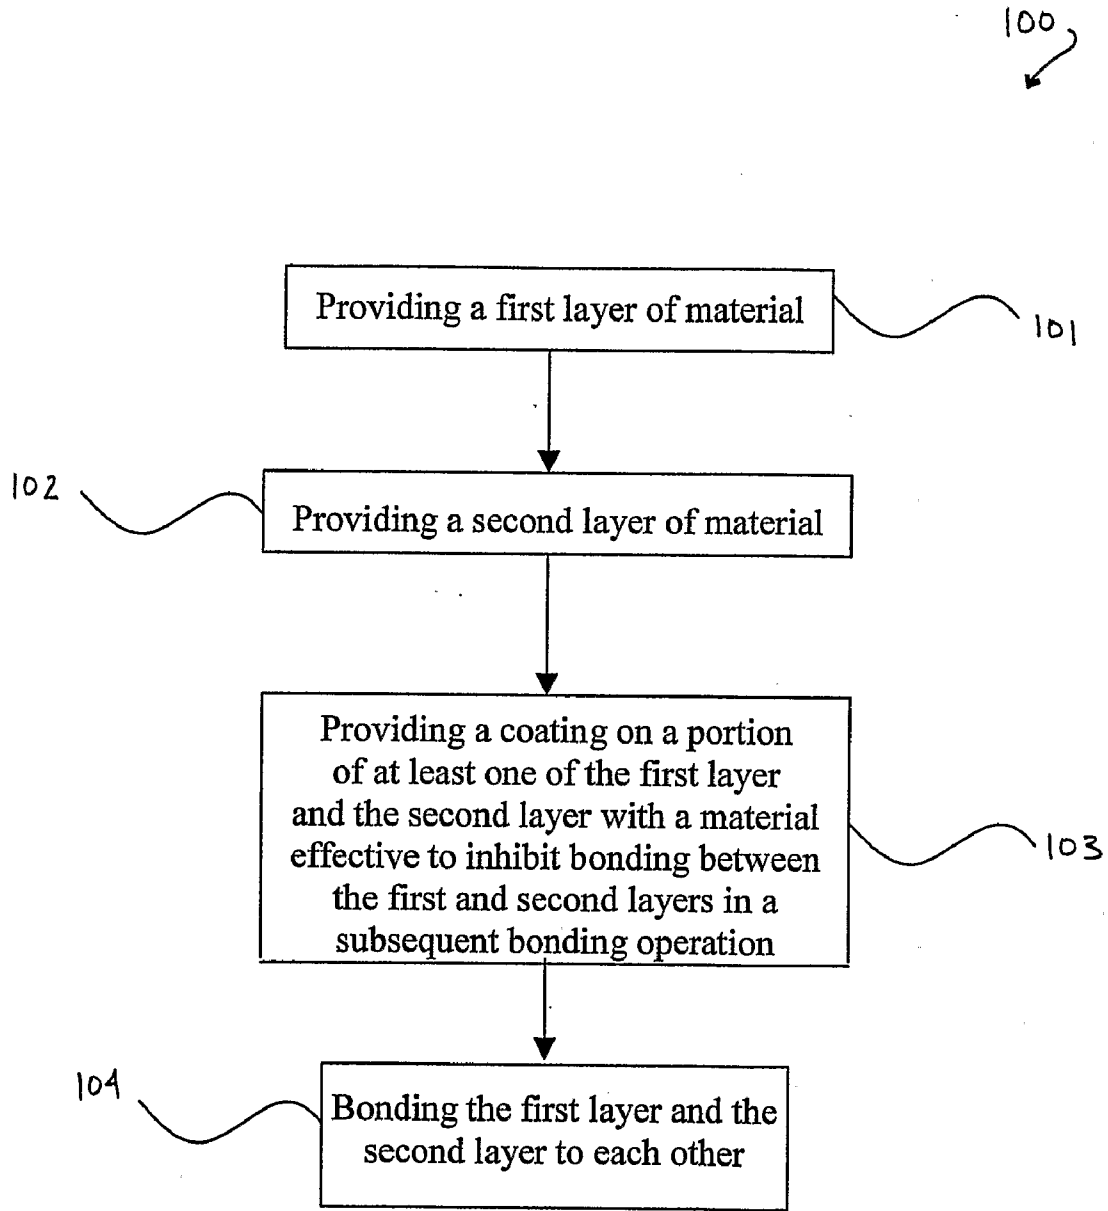 100
Providing a first layer of material
101
102
Providing a second layer of material
Providing a coating on a portion
of at least one of the first layer
and the second layer with a material
effective to inhibit bonding between
the first and second layers in a
subsequent bonding operation
103
104
Bonding the first layer and the
second layer to each other